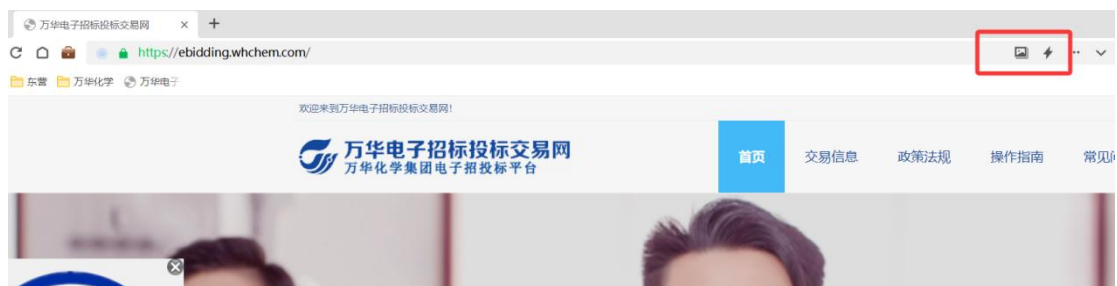 万华电子招标投标交易网
https://ebidding.whchem.com/
东营 万华化学 万华电子
欢迎来到万华电子招标投标交易网!
万华电子招标投标交易网
万华化学集团电子招投标平台
首页 交易信息 政策法规 操作指南 常见